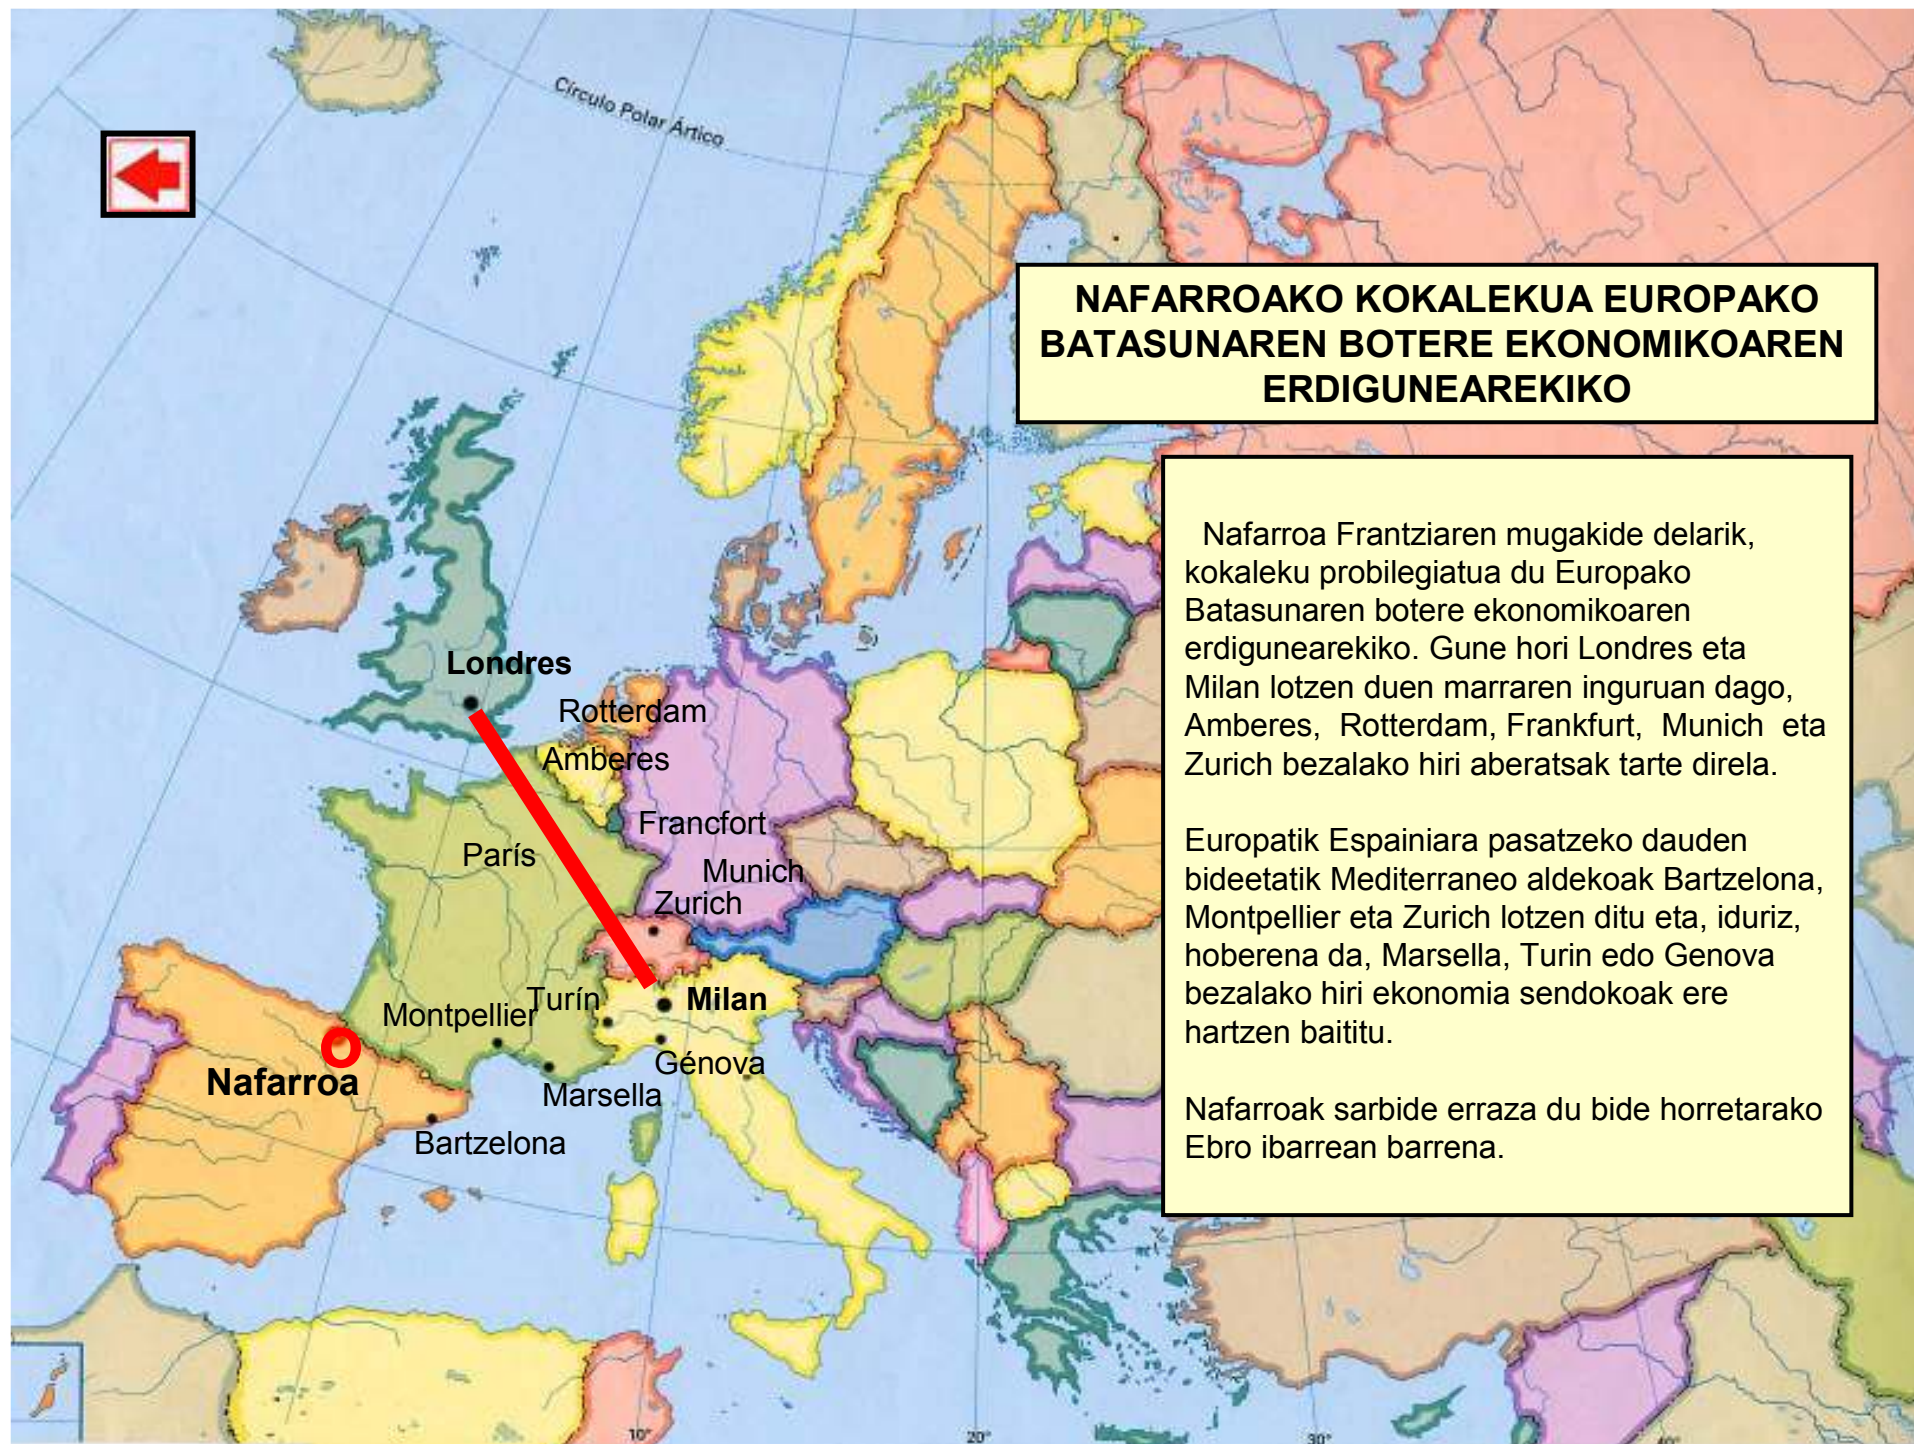 Círculo Polar Ártico
NAFARROAKO KOKALEKUA EUROPAKO
BATASUNAREN BOTERE EKONOMIKOAREN
ERDIGUNEAREKIKO
Nafarroa Frantziaren mugakide delarik,
kokaleku probilegiatua du Europako
Batasunaren botere ekonomikoaren
erdigunearekiko. Gune hori Londres eta
Milan lotzen duen marraren inguruan dago,
Amberes, Rotterdam, Frankfurt, Munich eta
Zurich bezalako hiri aberatsak tarte direla.
Europatik Espainiara pasatzeko dauden
bideetatik Mediterraneo aldekoak Bartzelona,
Montpellier eta Zurich lotzen ditu eta, iduriz,
hoberena da, Marsella, Turin edo Genova
bezalako hiri ekonomia sendokoak ere
hartzen baititu.
Nafarroak sarbide erraza du bide horretarako
Ebro ibarrean barrena.
Londres
Rotterdam
Amberes
Francfort
París
Munich
Zurich
Milan
Turín
Montpellier
Génova
Nafarroa
Marsella
Bartzelona
10°
20°
30°
40°